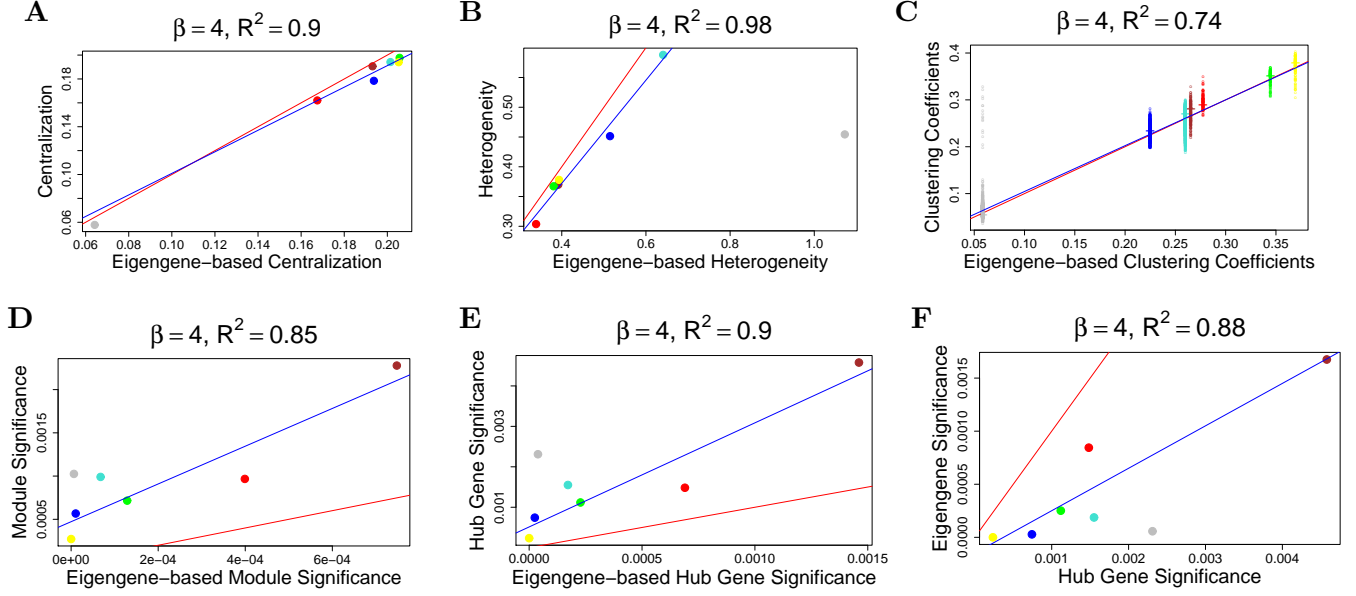 A
β = 4, R² = 0.9
Centralization
0.06 0.10 0.14 0.18
0.06 0.08 0.10 0.12 0.14 0.16 0.18 0.20
Eigengene−based Centralization
B
β = 4, R² = 0.98
Heterogeneity
0.30 0.40 0.50
0.4 0.6 0.8 1.0
Eigengene−based Heterogeneity
C
β = 4, R² = 0.74
Clustering Coefficients
0.1 0.2 0.3 0.4
0.05 0.10 0.15 0.20 0.25 0.30 0.35
Eigengene−based Clustering Coefficients
D
β = 4, R² = 0.85
Module Significance
0.0005 0.0015
0e+00 2e−04 4e−04 6e−04
Eigengene−based Module Significance
E
β = 4, R² = 0.9
Hub Gene Significance
0.001 0.003
0.0000 0.0005 0.0010 0.0015
Eigengene−based Hub Gene Significance
F
β = 4, R² = 0.88
Eigengene Significance
0.0000 0.0005 0.0010 0.0015
0.001 0.002 0.003 0.004
Hub Gene Significance